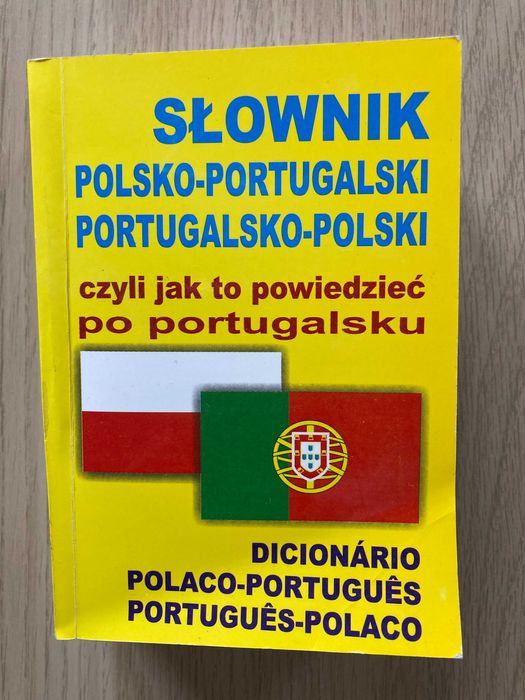 SŁOWNIK
POLSKO-PORTUGALSKI
PORTUGALSKO-POLSKI
czyli jak to powiedzieć
po portugalsku
DICIONÁRIO
POLACO-PORTUGUÊS
PORTUGUÊS-POLACO